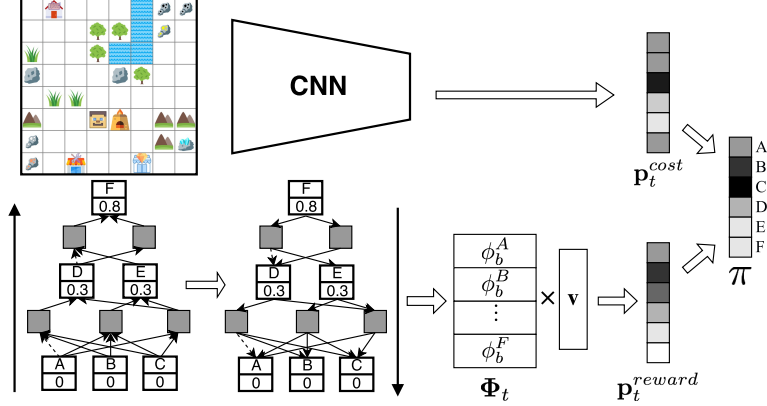 CNN
p_t^{cost}
A
B
C
D
E
F
π
F
0.8
D
0.3
E
0.3
A
0
B
0
C
0
F
0.8
D
0.3
E
0.3
A
0
B
0
C
0
ϕ_b^A
ϕ_b^B
⋮
ϕ_b^F
Φ_t
×
v
p_t^{reward}